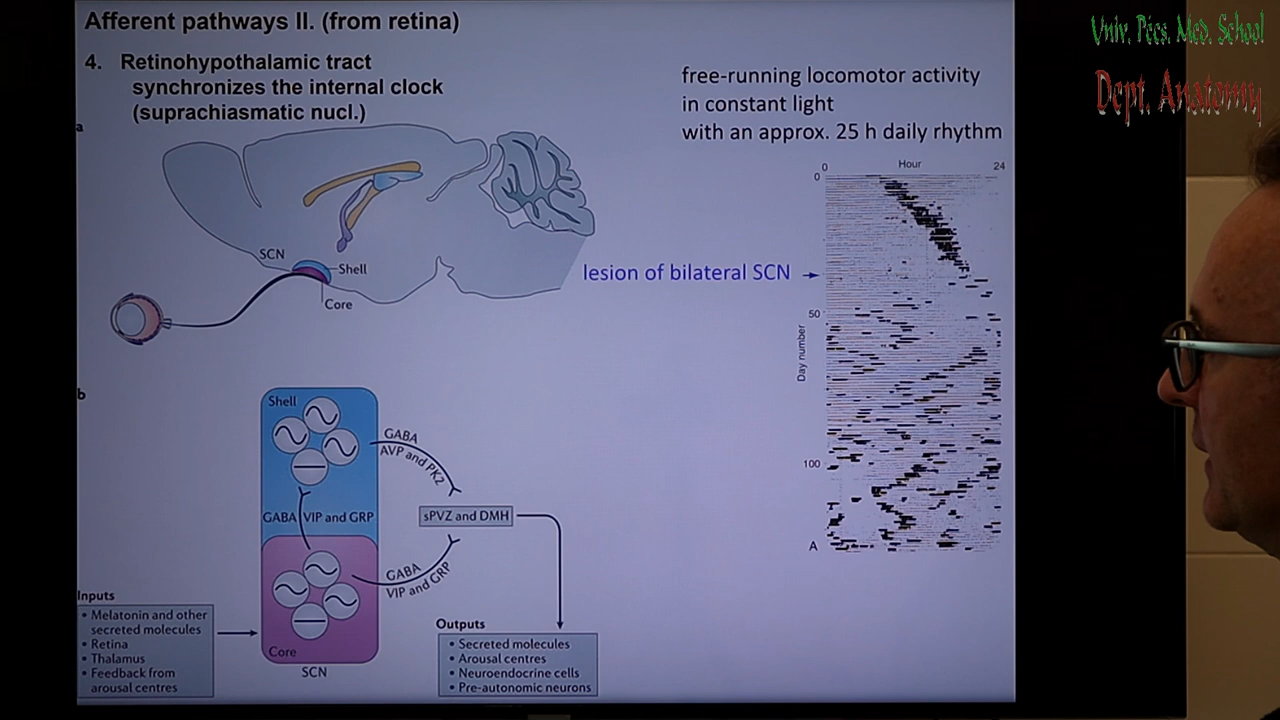 Afferent pathways II. (from retina)
4. Retinohypothalamic tract
synchronizes the internal clock
(suprachiasmatic nucl.)
a
SCN
Shell
Core
b
Shell
GABA
AVP and PK2
GABA VIP and GRP
sPVZ and DMH
GABA
VIP and GRP
Core
SCN
Inputs
• Melatonin and other
secreted molecules
• Retina
• Thalamus
• Feedback from
arousal centres
Outputs
• Secreted molecules
• Arousal centres
• Neuroendocrine cells
• Pre-autonomic neurons
free-running locomotor activity
in constant light
with an approx. 25 h daily rhythm
0 Hour 24
0
lesion of bilateral SCN
50
Day number
100
A
Univ. Pécs. Med. School
Dept. Anatomy